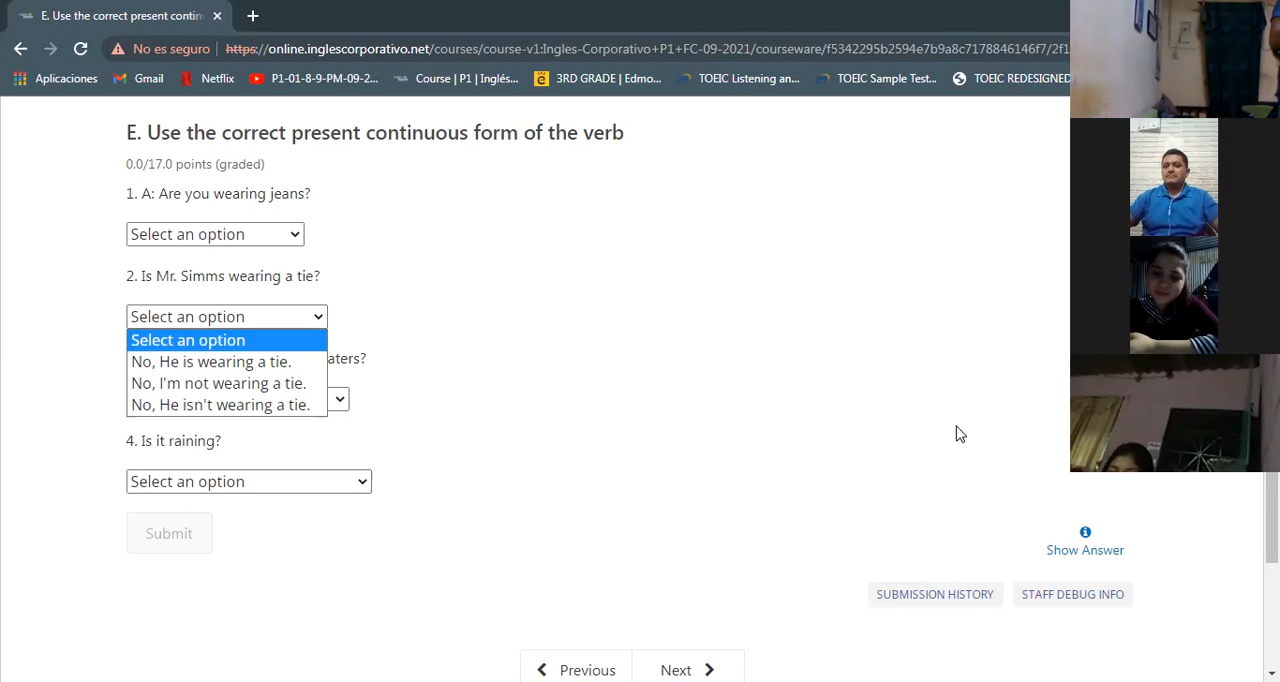 E. Use the correct present contin
No es seguro https://online.inglescorporativo.net/courses/course-v1:Ingles-Corporativo+P1+FC-09-2021/courseware/f5342295b2594e7b9a8c7178846146f7/2f1
Aplicaciones Gmail Netflix P1-01-8-9-PM-09-2... Course | P1 | Inglés... 3RD GRADE | Edmo... TOEIC Listening an... TOEIC Sample Test... TOEIC REDESIGNED
E. Use the correct present continuous form of the verb
0.0/17.0 points (graded)
1. A: Are you wearing jeans?
Select an option
2. Is Mr. Simms wearing a tie?
Select an option
Select an option
No, He is wearing a tie.
aters?
No, I'm not wearing a tie.
No, He isn't wearing a tie.
4. Is it raining?
Select an option
Submit
Show Answer
SUBMISSION HISTORY STAFF DEBUG INFO
Previous Next